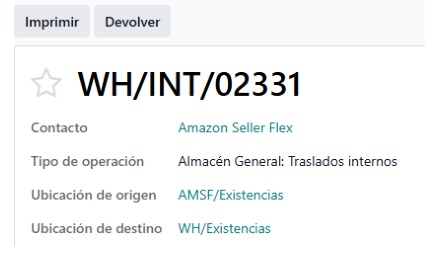 Imprimir Devolver
WH/INT/02331
Contacto Amazon Seller Flex
Tipo de operación Almacén General: Traslados internos
Ubicación de origen AMSF/Existencias
Ubicación de destino WH/Existencias